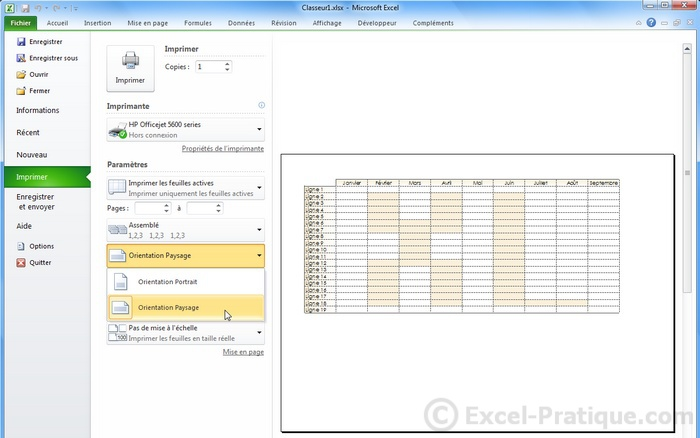 Classeur1.xlsx - Microsoft Excel
Fichier Accueil Insertion Mise en page Formules Données Révision Affichage Développeur Compléments
Enregistrer
Enregistrer sous
Ouvrir
Fermer
Informations
Récent
Nouveau
Imprimer
Enregistrer
et envoyer
Aide
Options
Quitter
Imprimer
Imprimer
Copies : 1
Imprimante
HP Officejet 5600 series
Hors connexion
Propriétés de l'imprimante
Paramètres
Imprimer les feuilles actives
Imprimer uniquement les feuilles actives
Pages : à
Assemblé
1,2,3 1,2,3 1,2,3
Orientation Paysage
Orientation Portrait
Orientation Paysage
Pas de mise à l'échelle
Imprimer les feuilles en taille réelle
100
Mise en page
Janvier Février Mars Avril Mai Juin Juillet Août Septembre
Ligne 1
Ligne 2
Ligne 3
Ligne 4
Ligne 5
Ligne 6
Ligne 7
Ligne 8
Ligne 9
Ligne 10
Ligne 11
Ligne 12
Ligne 13
Ligne 14
Ligne 15
Ligne 16
Ligne 17
Ligne 18
Ligne 19
© Excel-Pratique.com